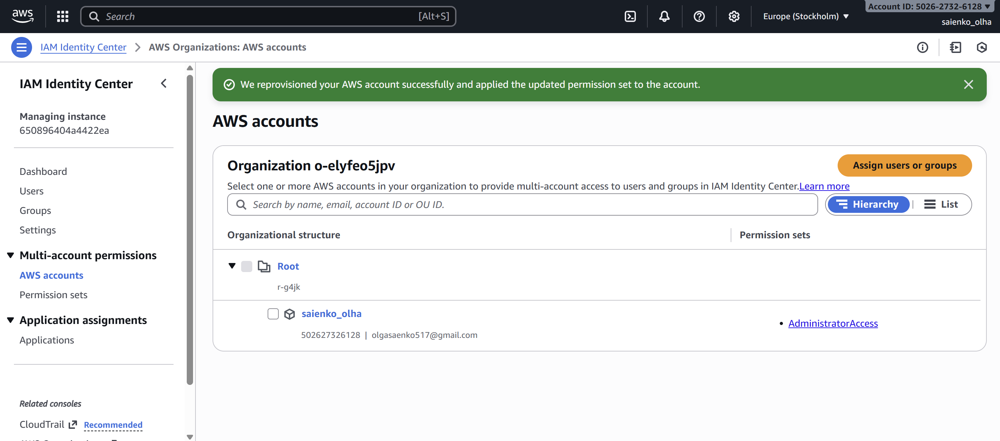 aws
Search
[Alt+S]
Europe (Stockholm)
Account ID: 5026-2732-6128
saienko_olha
IAM Identity Center
AWS Organizations: AWS accounts
IAM Identity Center
Managing instance
650896404a4422ea
Dashboard
Users
Groups
Settings
Multi-account permissions
AWS accounts
Permission sets
Application assignments
Applications
Related consoles
CloudTrail
Recommended
We reprovisioned your AWS account successfully and applied the updated permission set to the account.
AWS accounts
Organization o-elyfeo5jpv
Assign users or groups
Select one or more AWS accounts in your organization to provide multi-account access to users and groups in IAM Identity Center.Learn more
Search by name, email, account ID or OU ID.
Hierarchy
List
Organizational structure
Permission sets
Root
r-g4jk
saienko_olha
502627326128 | olgasaenko517@gmail.com
• AdministratorAccess